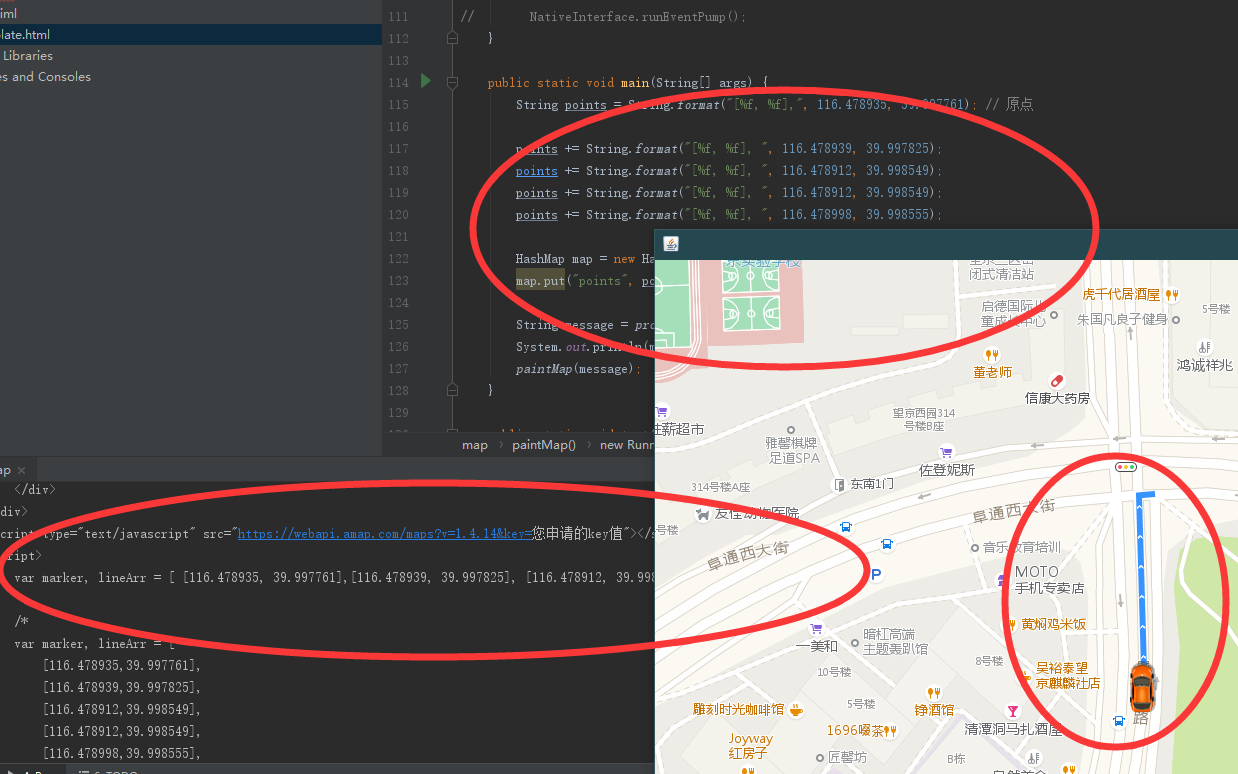 iml
late.html
Libraries
es and Consoles
111 // NativeInterface.runEventPump();
112 }
113
114 public static void main(String[] args) {
115 String points = String.format("[%f, %f],", 116.478935, 39.997761); // 原点
116
117 points += String.format("[%f, %f], ", 116.478939, 39.997825);
118 points += String.format("[%f, %f], ", 116.478912, 39.998549);
119 points += String.format("[%f, %f], ", 116.478912, 39.998549);
120 points += String.format("[%f, %f], ", 116.478998, 39.998555);
121
122 HashMap map = new Ha
123 map.put("points", po
124
125 String message = pro
126 System.out.println(m
127 paintMap(message);
128 }
129
map > paintMap() > new Runn
ap ×
</div>
div>
cript type="text/javascript" src="https://webapi.amap.com/maps?v=1.4.14&key=您申请的key值"></s
ript>
var marker, lineArr = [ [116.478935, 39.997761],[116.478939, 39.997825], [116.478912, 39.998
/*
var marker, lineArr = [
[116.478935,39.997761],
[116.478939,39.997825],
[116.478912,39.998549],
[116.478912,39.998549],
[116.478998,39.998555],
闭式清洁站
虎千代居酒屋
5号楼
启德国际北
童成长中心
朱国凡良子健身
鸿诚祥兆
董老师
信康大药房
望京西园314
号楼B座
生薪超市
雅馨棋牌
足道SPA
佐登妮斯
314号楼A座
东南1门
友佳动物医院
号楼
阜通西大街
阜通西大街
音乐教育培训
P
MOTO
手机专卖店
黄焖鸡米饭
一美和
暗杠高端
主题轰趴馆
10号楼
8号楼
吴裕泰望
京麒麟社店
雕刻时光咖啡馆
5号楼
铮酒馆
路
1696啜茶
清潭洞马扎酒屋
Joyway
红房子
匠馨坊
B栋